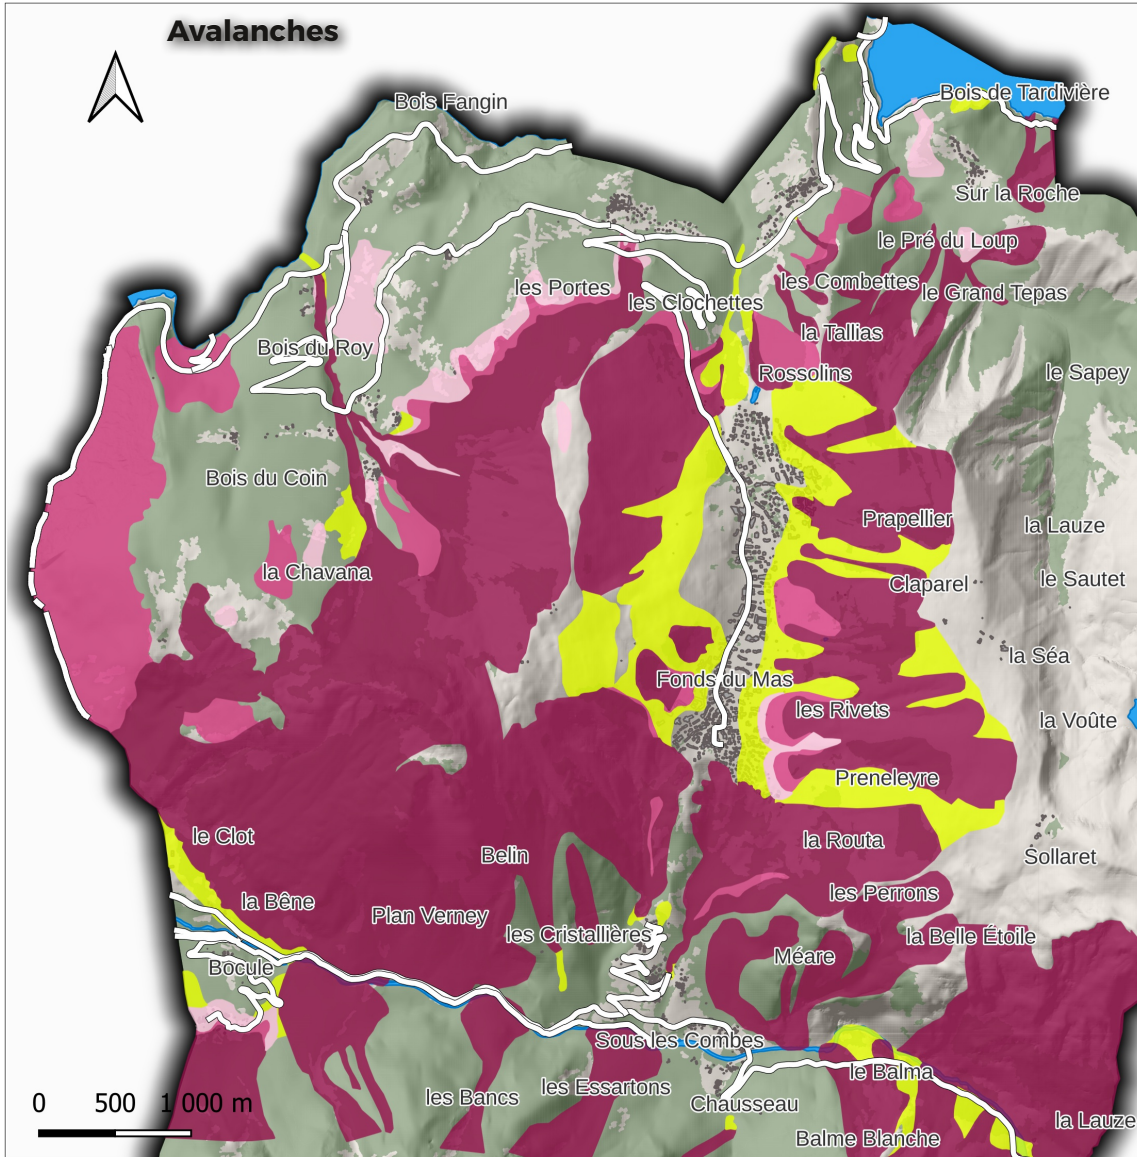 Avalanches
Bois Fangin
Bois de Tardivière
Sur la Roche
le Pré du Loup
les Combettes
les Portes
le Grand Tepas
les Clochettes
la Tallias
Bois du Roy
Rossolins
le Sapey
Bois du Coin
Prapellier
la Lauze
la Chavana
le Sautet
Claparel
la Séa
Fonds du Mas
les Rivets
la Voûte
Preneleyre
le Clot
la Routa
Belin
Sollaret
la Bêne
les Perrons
Plan Verney
les Cristallières
la Belle Étoile
Méare
Bocule
Sous les Combes
le Balma
les Essartons
les Bancs
0 500 1 000 m
Chausseau
la Lauze
Balme Blanche